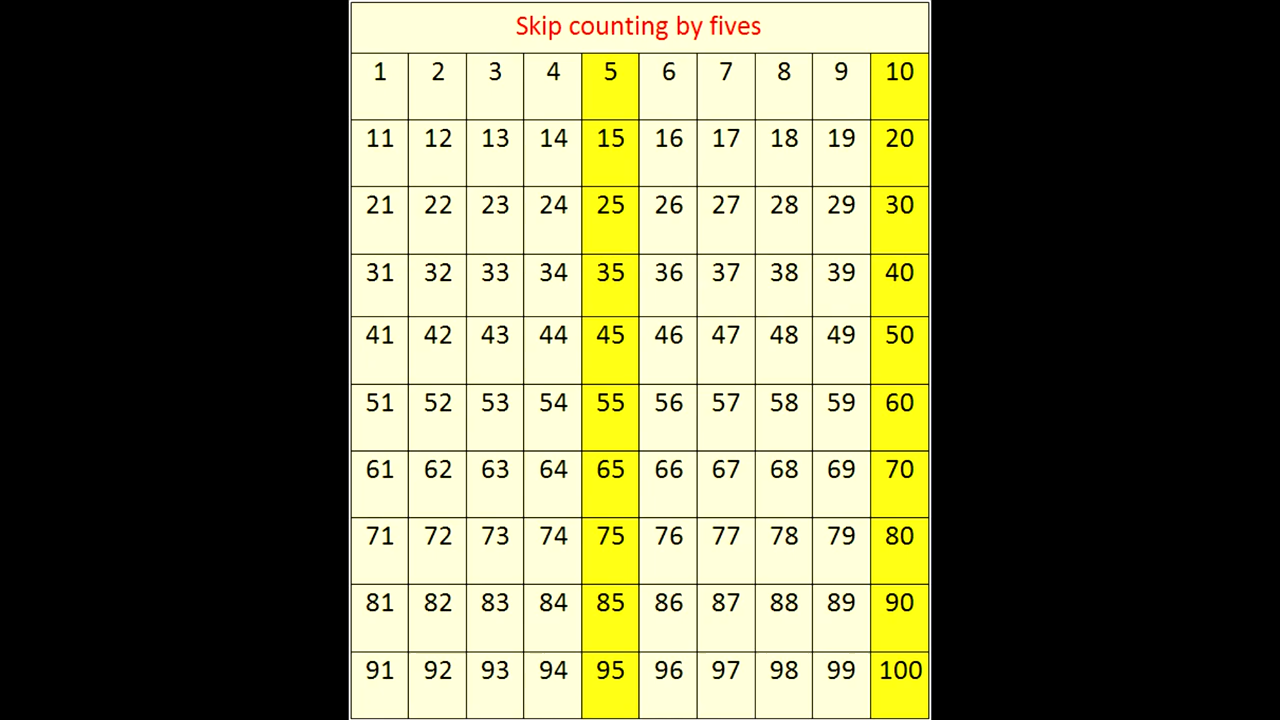 Skip counting by fives
1 2 3 4 5 6 7 8 9 10
11 12 13 14 15 16 17 18 19 20
21 22 23 24 25 26 27 28 29 30
31 32 33 34 35 36 37 38 39 40
41 42 43 44 45 46 47 48 49 50
51 52 53 54 55 56 57 58 59 60
61 62 63 64 65 66 67 68 69 70
71 72 73 74 75 76 77 78 79 80
81 82 83 84 85 86 87 88 89 90
91 92 93 94 95 96 97 98 99 100